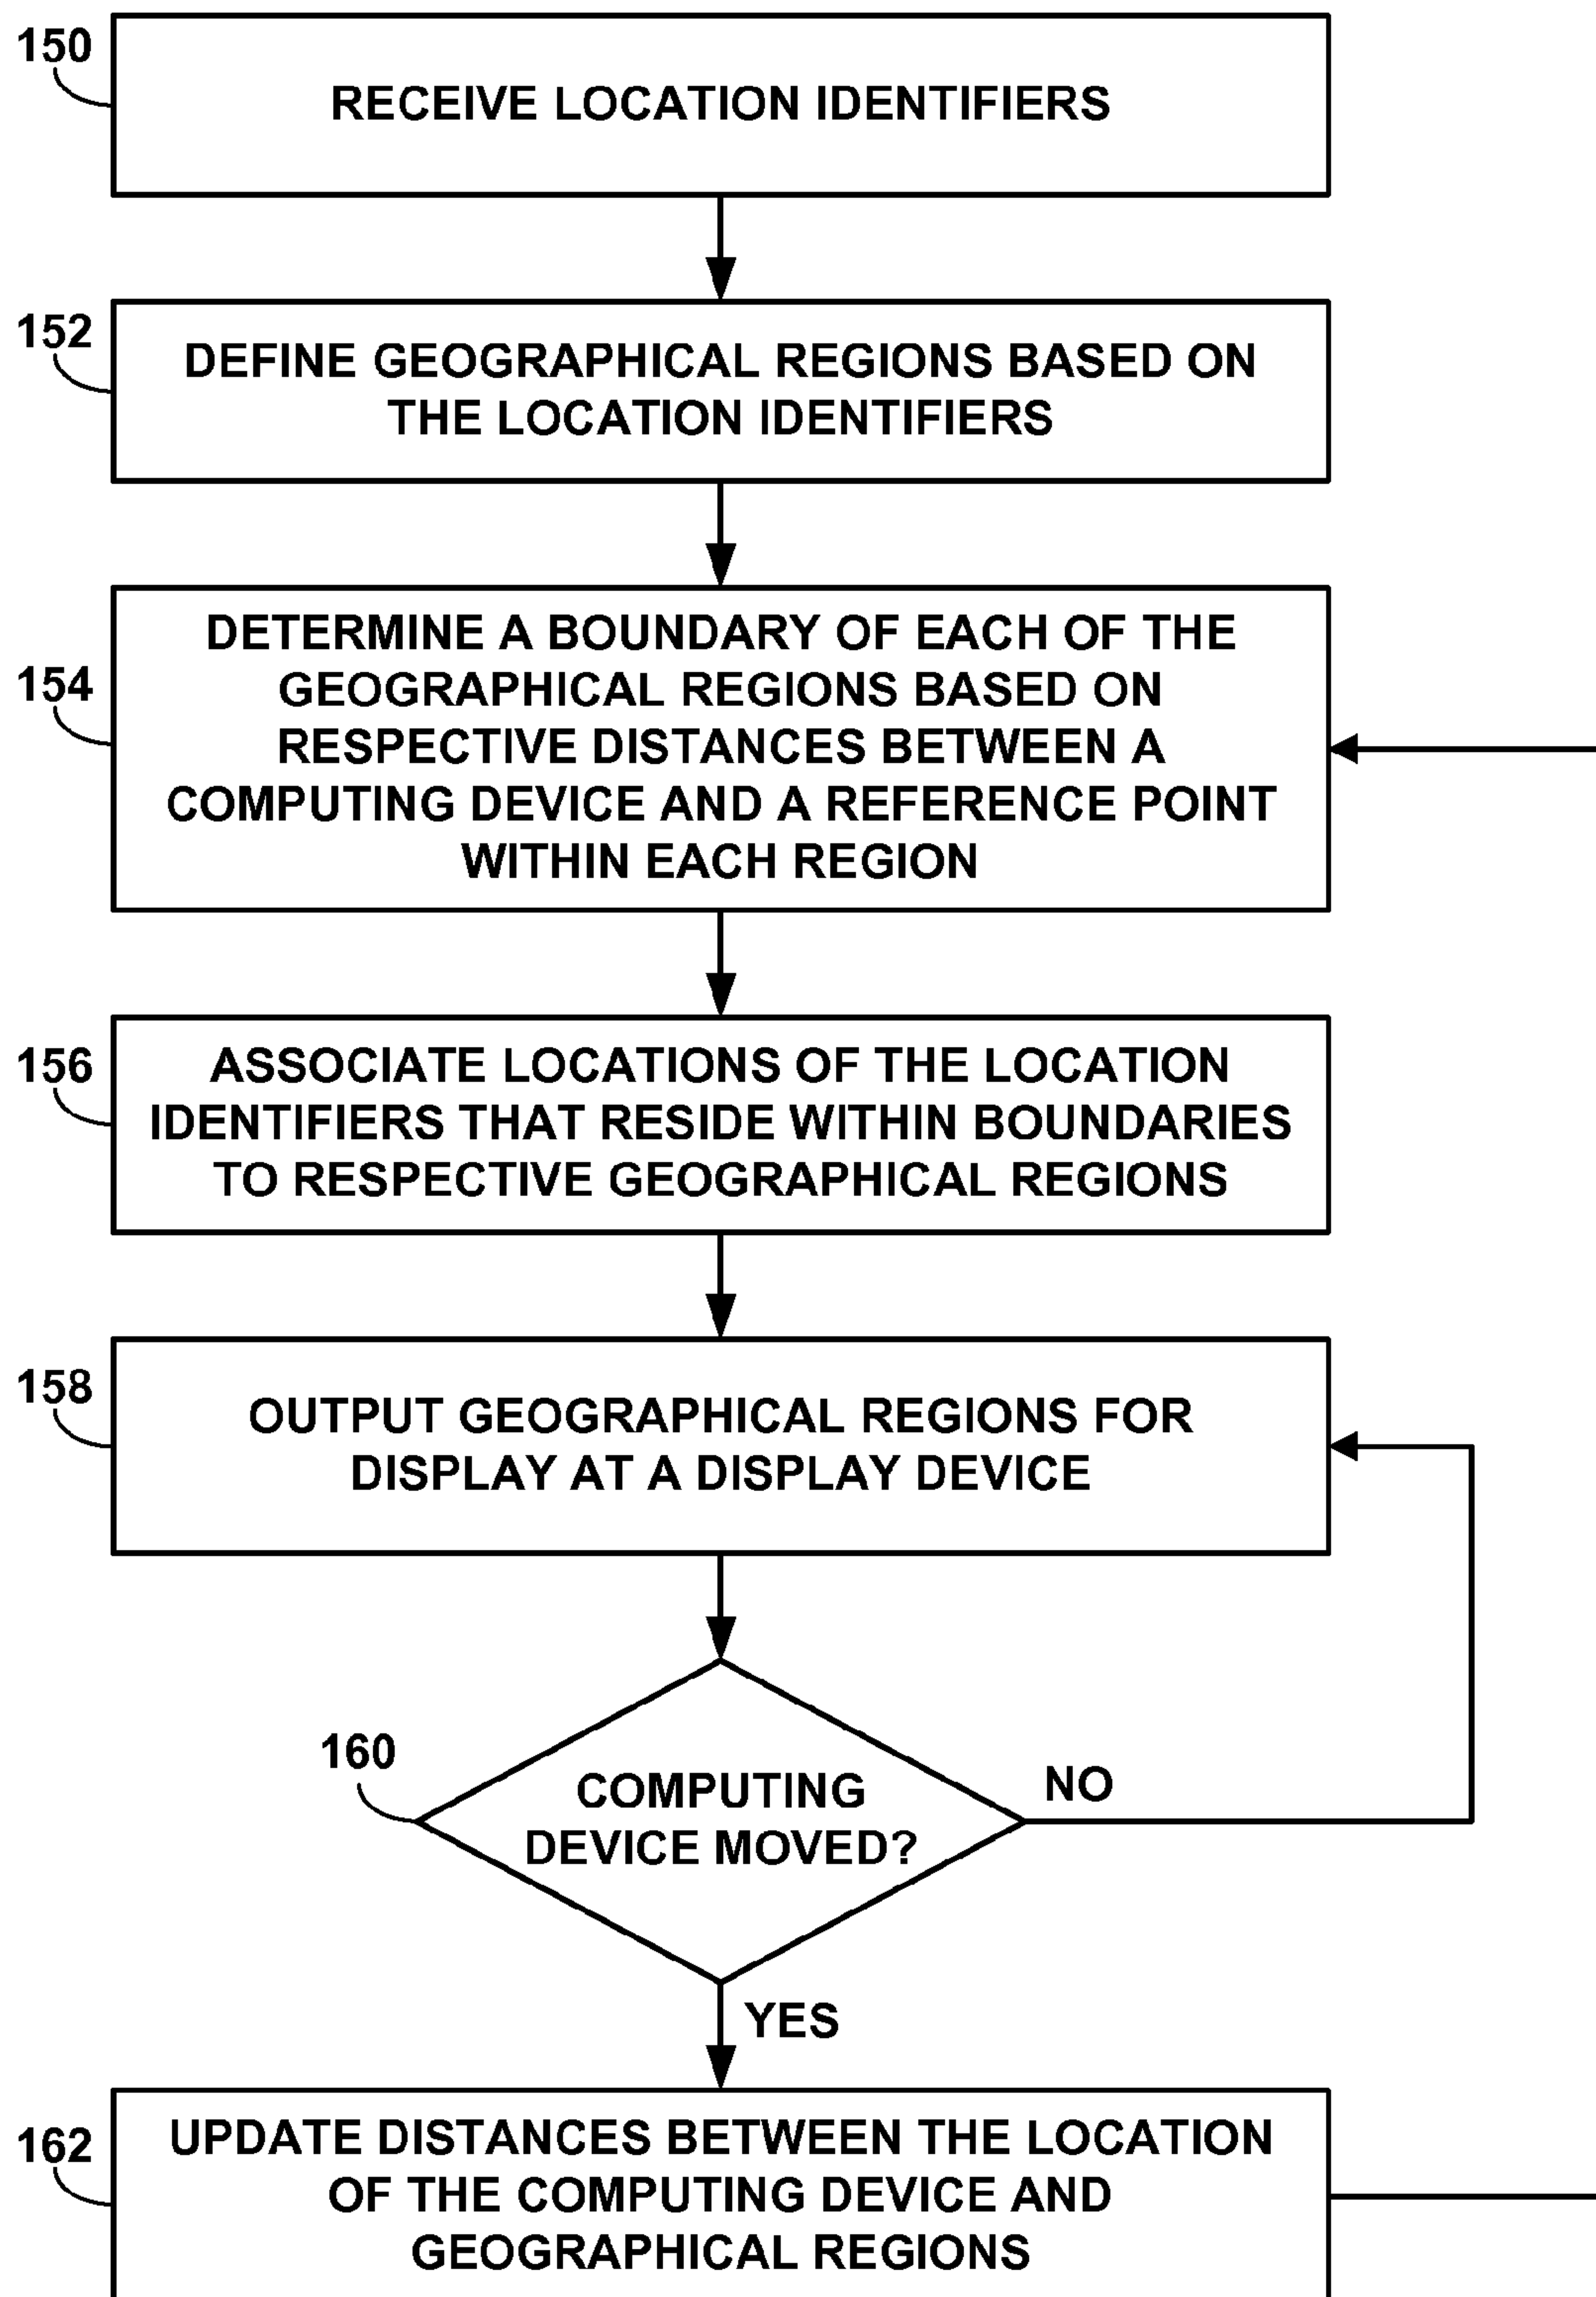 150
RECEIVE LOCATION IDENTIFIERS
152
DEFINE GEOGRAPHICAL REGIONS BASED ON
THE LOCATION IDENTIFIERS
154
DETERMINE A BOUNDARY OF EACH OF THE
GEOGRAPHICAL REGIONS BASED ON
RESPECTIVE DISTANCES BETWEEN A
COMPUTING DEVICE AND A REFERENCE POINT
WITHIN EACH REGION
156
ASSOCIATE LOCATIONS OF THE LOCATION
IDENTIFIERS THAT RESIDE WITHIN BOUNDARIES
TO RESPECTIVE GEOGRAPHICAL REGIONS
158
OUTPUT GEOGRAPHICAL REGIONS FOR
DISPLAY AT A DISPLAY DEVICE
160
COMPUTING
DEVICE MOVED?
NO
YES
162
UPDATE DISTANCES BETWEEN THE LOCATION
OF THE COMPUTING DEVICE AND
GEOGRAPHICAL REGIONS